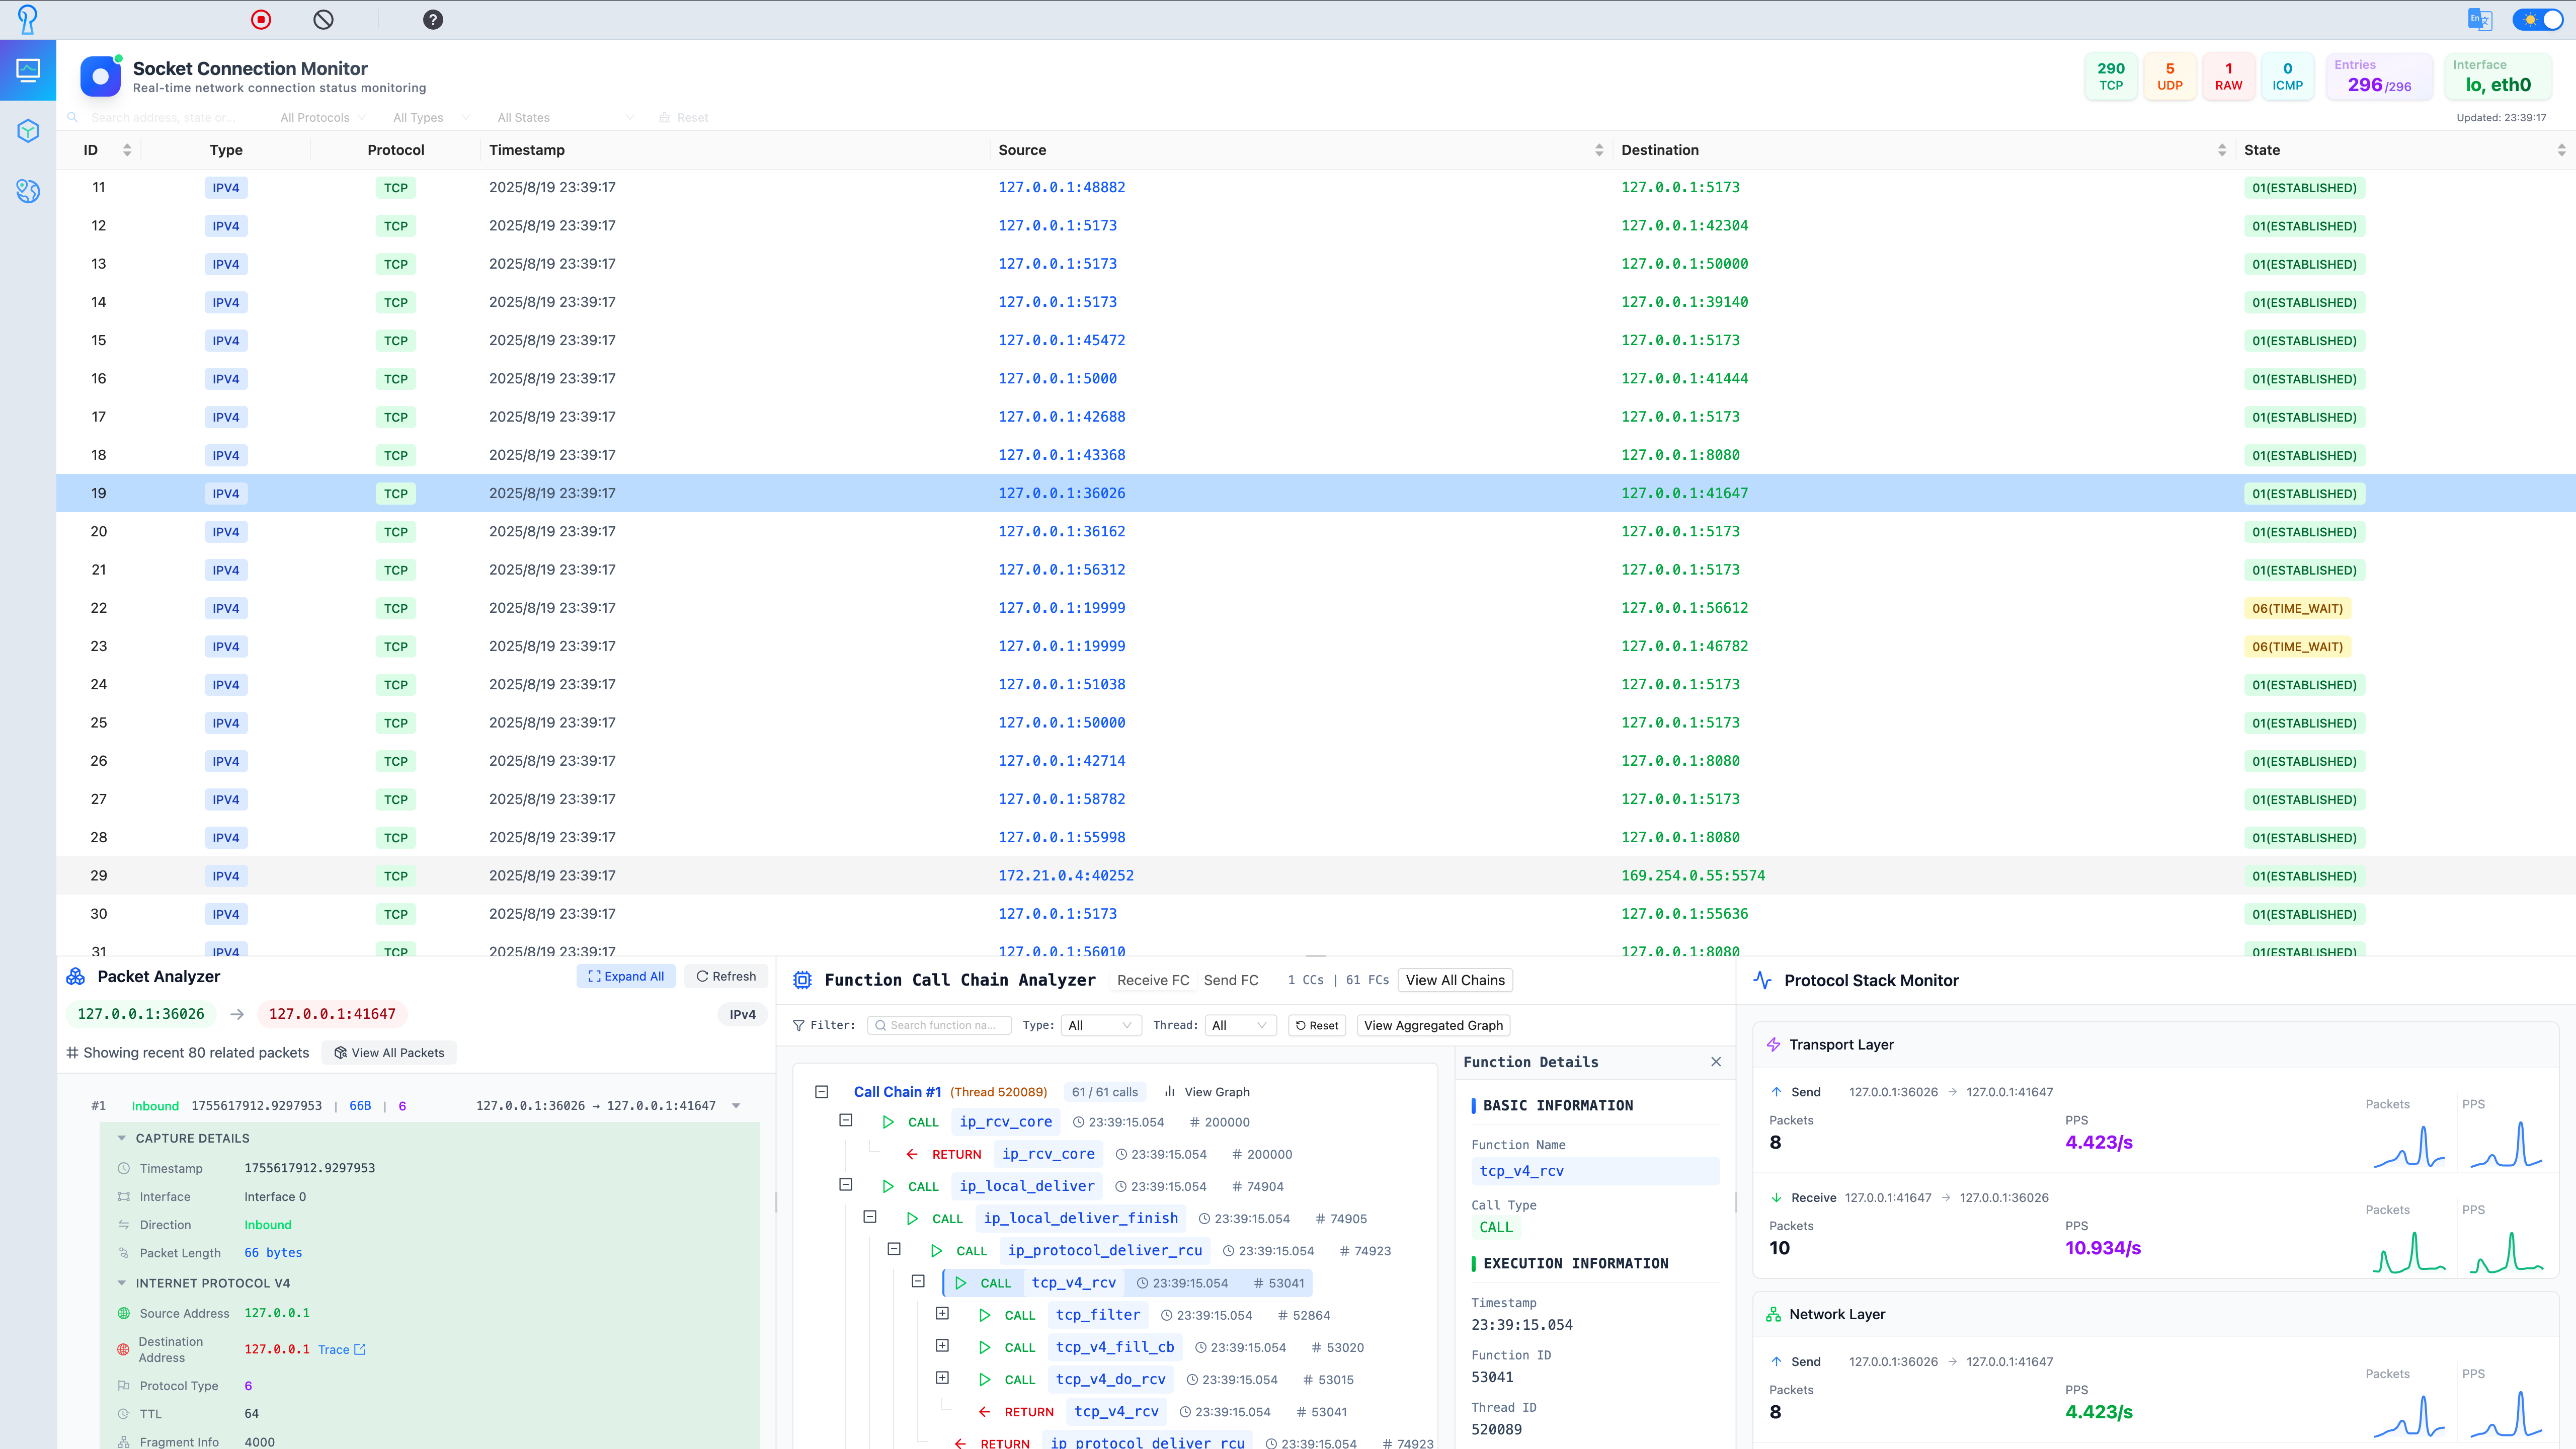 En
290 TCP
5 UDP
1 RAW
0 ICMP
Entries 296/296
Interface lo, eth0
Socket Connection Monitor
Real-time network connection status monitoring
Search address, state or... All Protocols All Types All States Reset
Updated: 23:39:17
ID Type Protocol Timestamp Source Destination State
11 IPV4 TCP 2025/8/19 23:39:17 127.0.0.1:48882 127.0.0.1:5173 01(ESTABLISHED)
12 IPV4 TCP 2025/8/19 23:39:17 127.0.0.1:5173 127.0.0.1:42304 01(ESTABLISHED)
13 IPV4 TCP 2025/8/19 23:39:17 127.0.0.1:5173 127.0.0.1:50000 01(ESTABLISHED)
14 IPV4 TCP 2025/8/19 23:39:17 127.0.0.1:5173 127.0.0.1:39140 01(ESTABLISHED)
15 IPV4 TCP 2025/8/19 23:39:17 127.0.0.1:45472 127.0.0.1:5173 01(ESTABLISHED)
16 IPV4 TCP 2025/8/19 23:39:17 127.0.0.1:5000 127.0.0.1:41444 01(ESTABLISHED)
17 IPV4 TCP 2025/8/19 23:39:17 127.0.0.1:42688 127.0.0.1:5173 01(ESTABLISHED)
18 IPV4 TCP 2025/8/19 23:39:17 127.0.0.1:43368 127.0.0.1:8080 01(ESTABLISHED)
19 IPV4 TCP 2025/8/19 23:39:17 127.0.0.1:36026 127.0.0.1:41647 01(ESTABLISHED)
20 IPV4 TCP 2025/8/19 23:39:17 127.0.0.1:36162 127.0.0.1:5173 01(ESTABLISHED)
21 IPV4 TCP 2025/8/19 23:39:17 127.0.0.1:56312 127.0.0.1:5173 01(ESTABLISHED)
22 IPV4 TCP 2025/8/19 23:39:17 127.0.0.1:19999 127.0.0.1:56612 06(TIME_WAIT)
23 IPV4 TCP 2025/8/19 23:39:17 127.0.0.1:19999 127.0.0.1:46782 06(TIME_WAIT)
24 IPV4 TCP 2025/8/19 23:39:17 127.0.0.1:51038 127.0.0.1:5173 01(ESTABLISHED)
25 IPV4 TCP 2025/8/19 23:39:17 127.0.0.1:50000 127.0.0.1:5173 01(ESTABLISHED)
26 IPV4 TCP 2025/8/19 23:39:17 127.0.0.1:42714 127.0.0.1:8080 01(ESTABLISHED)
27 IPV4 TCP 2025/8/19 23:39:17 127.0.0.1:58782 127.0.0.1:5173 01(ESTABLISHED)
28 IPV4 TCP 2025/8/19 23:39:17 127.0.0.1:55998 127.0.0.1:8080 01(ESTABLISHED)
29 IPV4 TCP 2025/8/19 23:39:17 172.21.0.4:40252 169.254.0.55:5574 01(ESTABLISHED)
30 IPV4 TCP 2025/8/19 23:39:17 127.0.0.1:5173 127.0.0.1:55636 01(ESTABLISHED)
31 IPV4 TCP 2025/8/19 23:39:17 127.0.0.1:56010 127.0.0.1:8080 01(ESTABLISHED)
Packet Analyzer Expand All Refresh
127.0.0.1:36026 → 127.0.0.1:41647 IPv4
# Showing recent 80 related packets View All Packets
#1 Inbound 1755617912.9297953 | 66B | 6 127.0.0.1:36026 → 127.0.0.1:41647
CAPTURE DETAILS
Timestamp 1755617912.9297953
Interface Interface 0
Direction Inbound
Packet Length 66 bytes
INTERNET PROTOCOL V4
Source Address 127.0.0.1
Destination Address 127.0.0.1 Trace
Protocol Type 6
TTL 64
Fragment Info 4000
Function Call Chain Analyzer Receive FC Send FC 1 CCs | 61 FCs View All Chains
Filter: Search function na... Type: All Thread: All Reset View Aggregated Graph
Call Chain #1 (Thread 520089) 61 / 61 calls View Graph
CALL ip_rcv_core 23:39:15.054 # 200000
RETURN ip_rcv_core 23:39:15.054 # 200000
CALL ip_local_deliver 23:39:15.054 # 74904
CALL ip_local_deliver_finish 23:39:15.054 # 74905
CALL ip_protocol_deliver_rcu 23:39:15.054 # 74923
CALL tcp_v4_rcv 23:39:15.054 # 53041
CALL tcp_filter 23:39:15.054 # 52864
CALL tcp_v4_fill_cb 23:39:15.054 # 53020
CALL tcp_v4_do_rcv 23:39:15.054 # 53015
RETURN tcp_v4_rcv 23:39:15.054 # 53041
RETURN ip_protocol_deliver_rcu 23:39:15.054 # 74923
Function Details
BASIC INFORMATION
Function Name
tcp_v4_rcv
Call Type
CALL
EXECUTION INFORMATION
Timestamp
23:39:15.054
Function ID
53041
Thread ID
520089
Protocol Stack Monitor
Transport Layer
Send 127.0.0.1:36026 → 127.0.0.1:41647
Packets PPS Packets PPS
8 4.423/s
Receive 127.0.0.1:41647 → 127.0.0.1:36026
Packets PPS Packets PPS
10 10.934/s
Network Layer
Send 127.0.0.1:36026 → 127.0.0.1:41647
Packets PPS Packets PPS
8 4.423/s